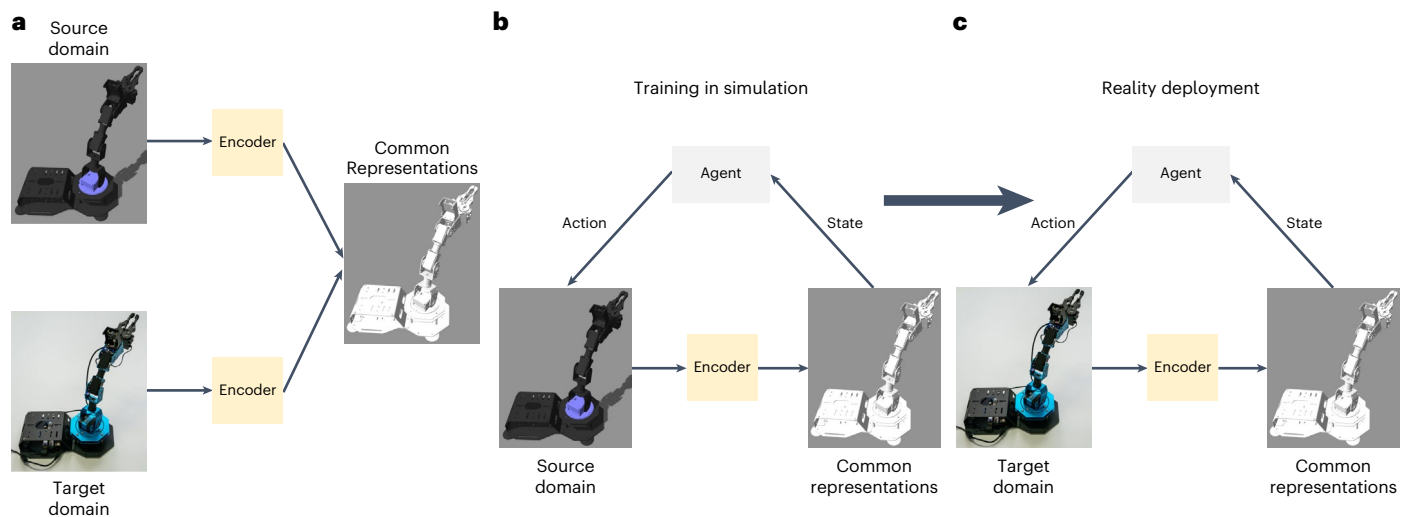 a
Source
domain
Encoder
Common
Representations
Encoder
Target
domain
b
Training in simulation
Agent
Action
State
Encoder
Source
domain
Common
representations
c
Reality deployment
Agent
Action
State
Encoder
Target
domain
Common
representations